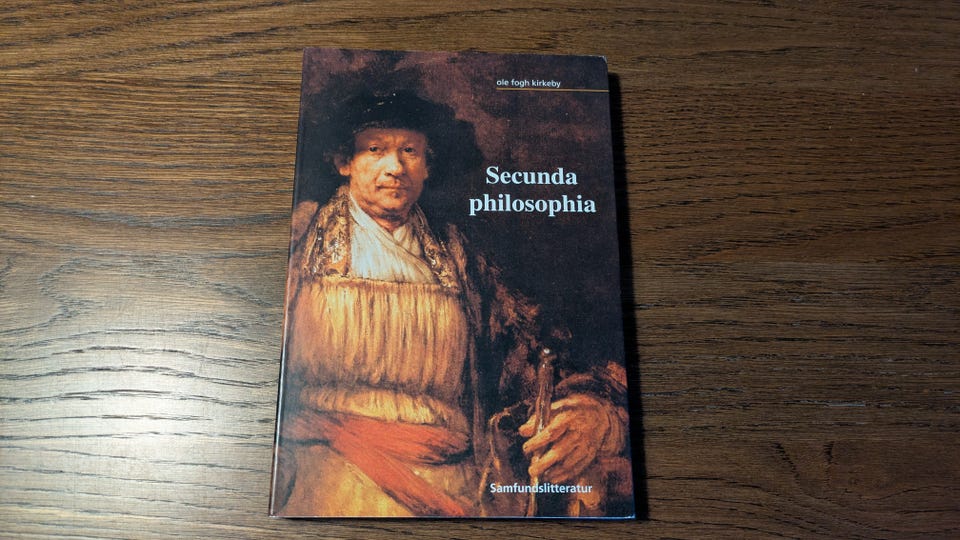 ole fogh kirkeby
Secunda
philosophia
Samfundslitteratur